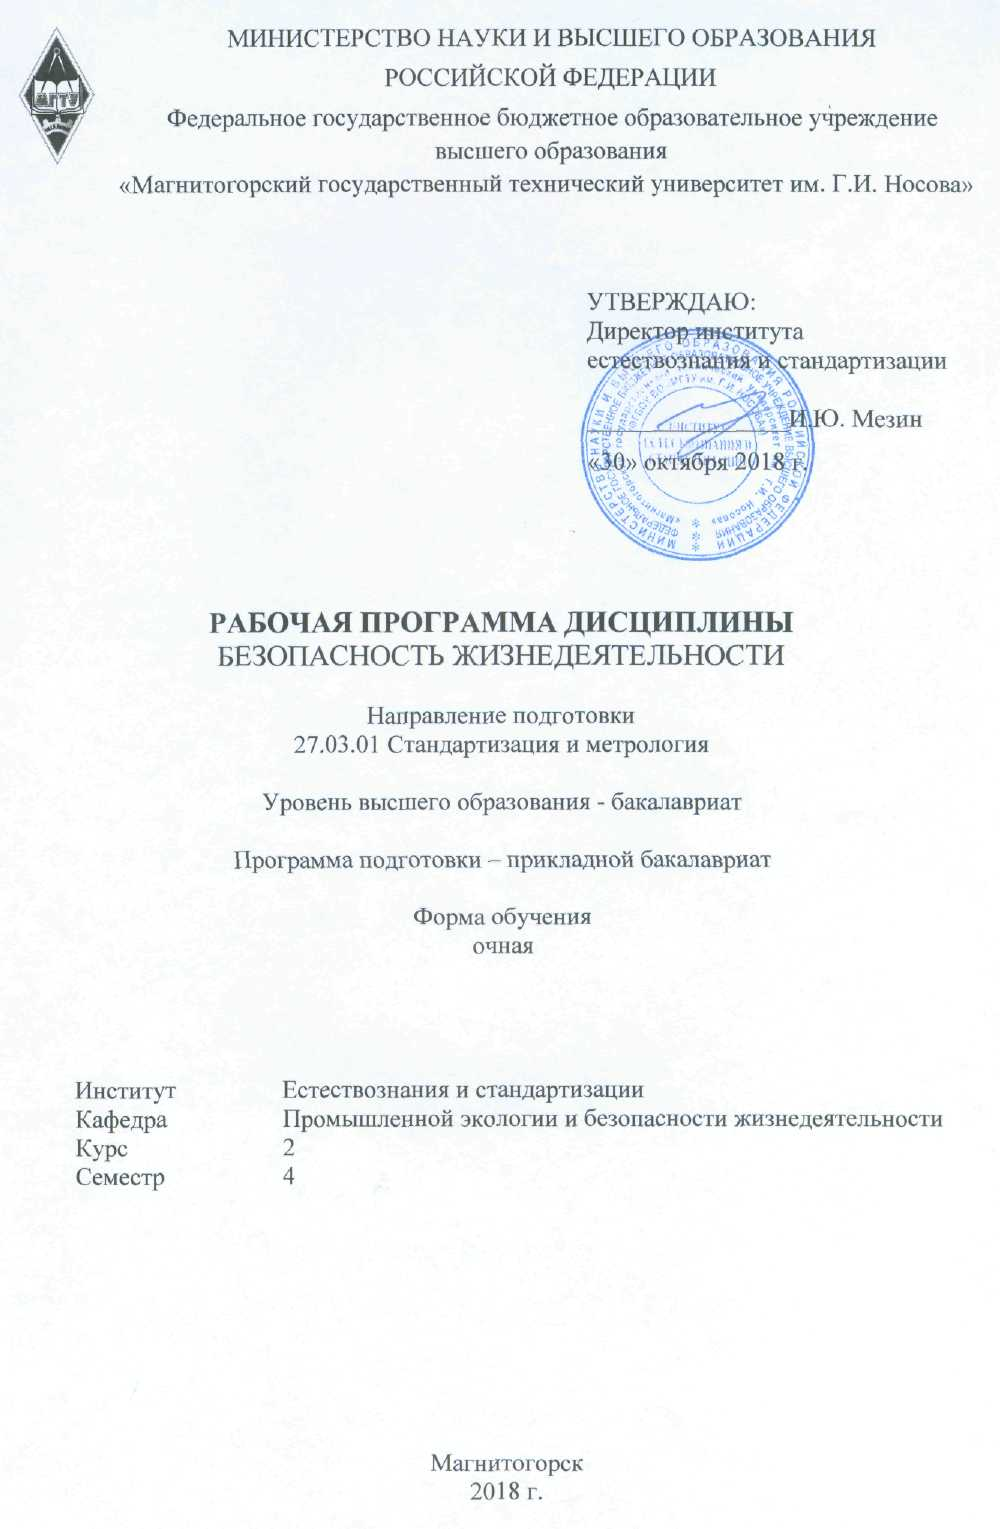 МГТУ
МИНИСТЕРСТВО НАУКИ И ВЫСШЕГО ОБРАЗОВАНИЯ
РОССИЙСКОЙ ФЕДЕРАЦИИ
Федеральное государственное бюджетное образовательное учреждение
высшего образования
«Магнитогорский государственный технический университет им. Г.И. Носова»
УТВЕРЖДАЮ:
Директор института
естествознания и стандартизации
И.Ю. Мезин
«30» октября 2018 г.
РАБОЧАЯ ПРОГРАММА ДИСЦИПЛИНЫ
БЕЗОПАСНОСТЬ ЖИЗНЕДЕЯТЕЛЬНОСТИ
Направление подготовки
27.03.01 Стандартизация и метрология
Уровень высшего образования - бакалавриат
Программа подготовки – прикладной бакалавриат
Форма обучения
очная
Институт Естествознания и стандартизации
Кафедра Промышленной экологии и безопасности жизнедеятельности
Курс 2
Семестр 4
Магнитогорск
2018 г.